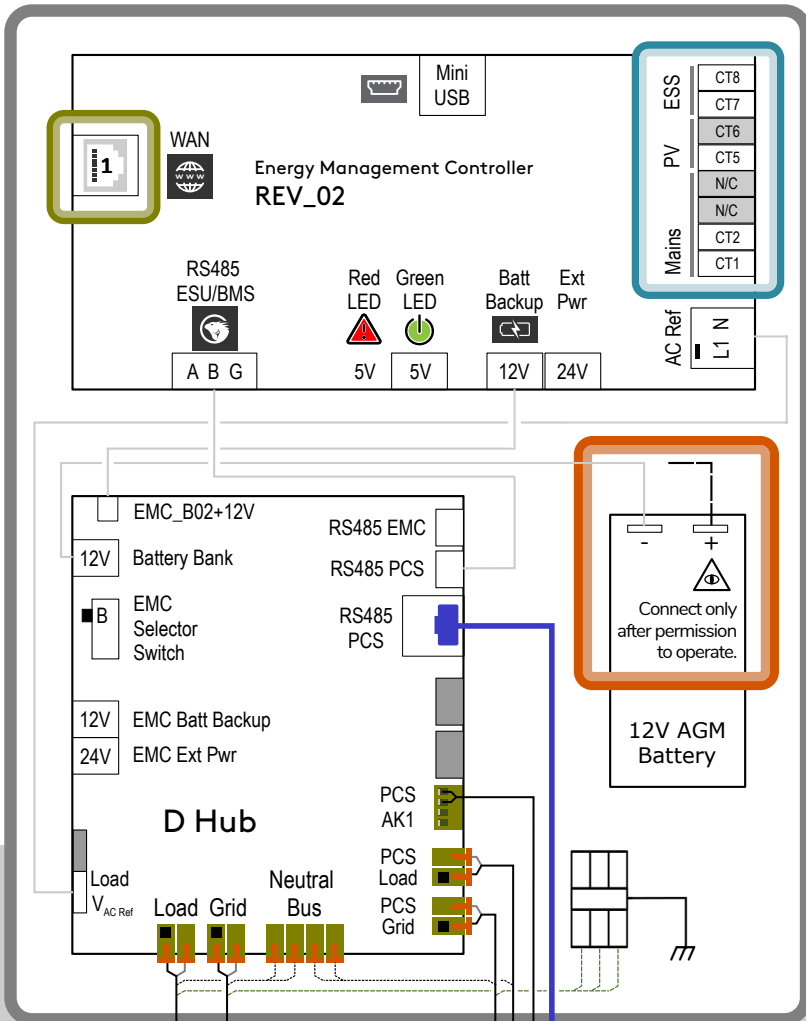 Mini
USB
WAN
1
www
Energy Management Controller
REV_02
ESS
PV
Mains
CT8
CT7
CT6
CT5
N/C
N/C
CT2
CT1
AC Ref
L1 N
RS485
ESU/BMS
Red
LED
Green
LED
Batt
Backup
Ext
Pwr
A B G
5V
5V
12V
24V
EMC_B02+12V
12V
Battery Bank
B
EMC
Selector
Switch
12V
EMC Batt Backup
24V
EMC Ext Pwr
RS485 EMC
RS485 PCS
RS485
PCS
D Hub
PCS
AK1
PCS
Load
PCS
Grid
Load
VAC Ref
Load
Grid
Neutral
Bus
-
+
Connect only
after permission
to operate.
12V AGM
Battery